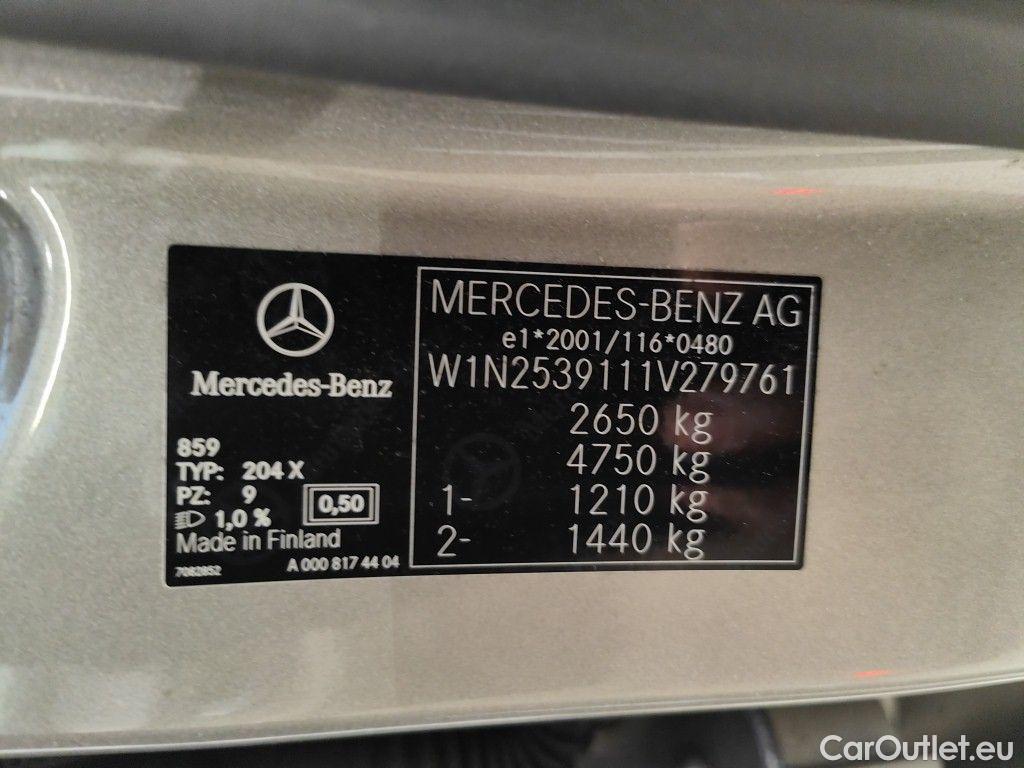 Mercedes-Benz
859
TYP: 204 X
PZ: 9
0,50
1,0 %
Made in Finland
7082852
A 000 817 44 04
MERCEDES-BENZ AG
e1*2001/116*0480
W1N2539111V279761
2650 kg
4750 kg
1- 1210 kg
2- 1440 kg
CarOutlet.eu